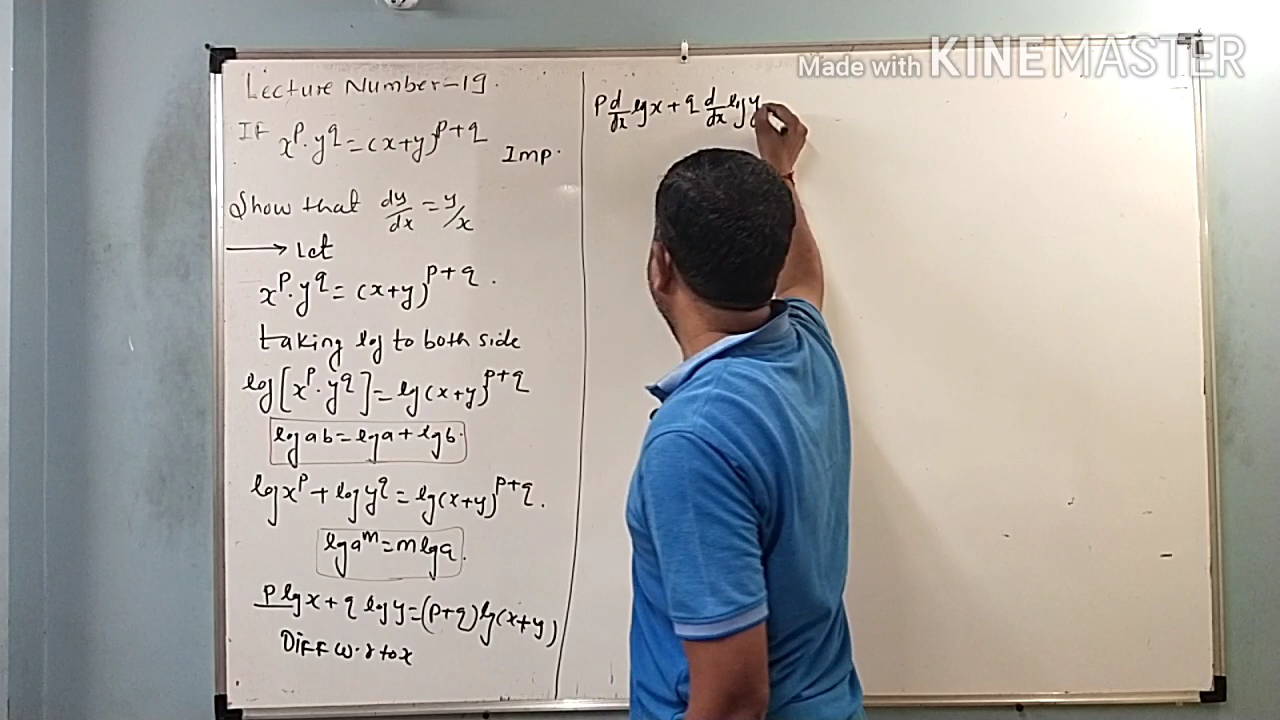 Made with KINEMASTER
Lecture Number-19.
If x^p · y^q = (x+y)^p+q Imp.
Show that dy/dx = y/x
→ Let
x^p · y^q = (x+y)^p+q .
taking log to both side
log[x^p · y^q] = log(x+y)^p+q
log ab = log a + log b.
log x^p + log y^q = log(x+y)^p+q .
log a^m = m log a .
P log x + q log y = (p+q) log(x+y)
Diff w.r to x
P d/dx log x + q d/dx log y